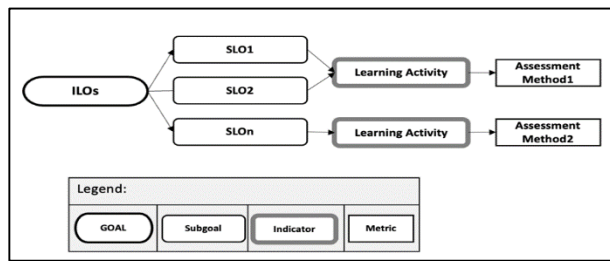 SLO1
Learning Activity
Assessment
Method1
ILOs
SLO2
SLOn
Learning Activity
Assessment
Method2
Legend:
GOAL
Subgoal
Indicator
Metric